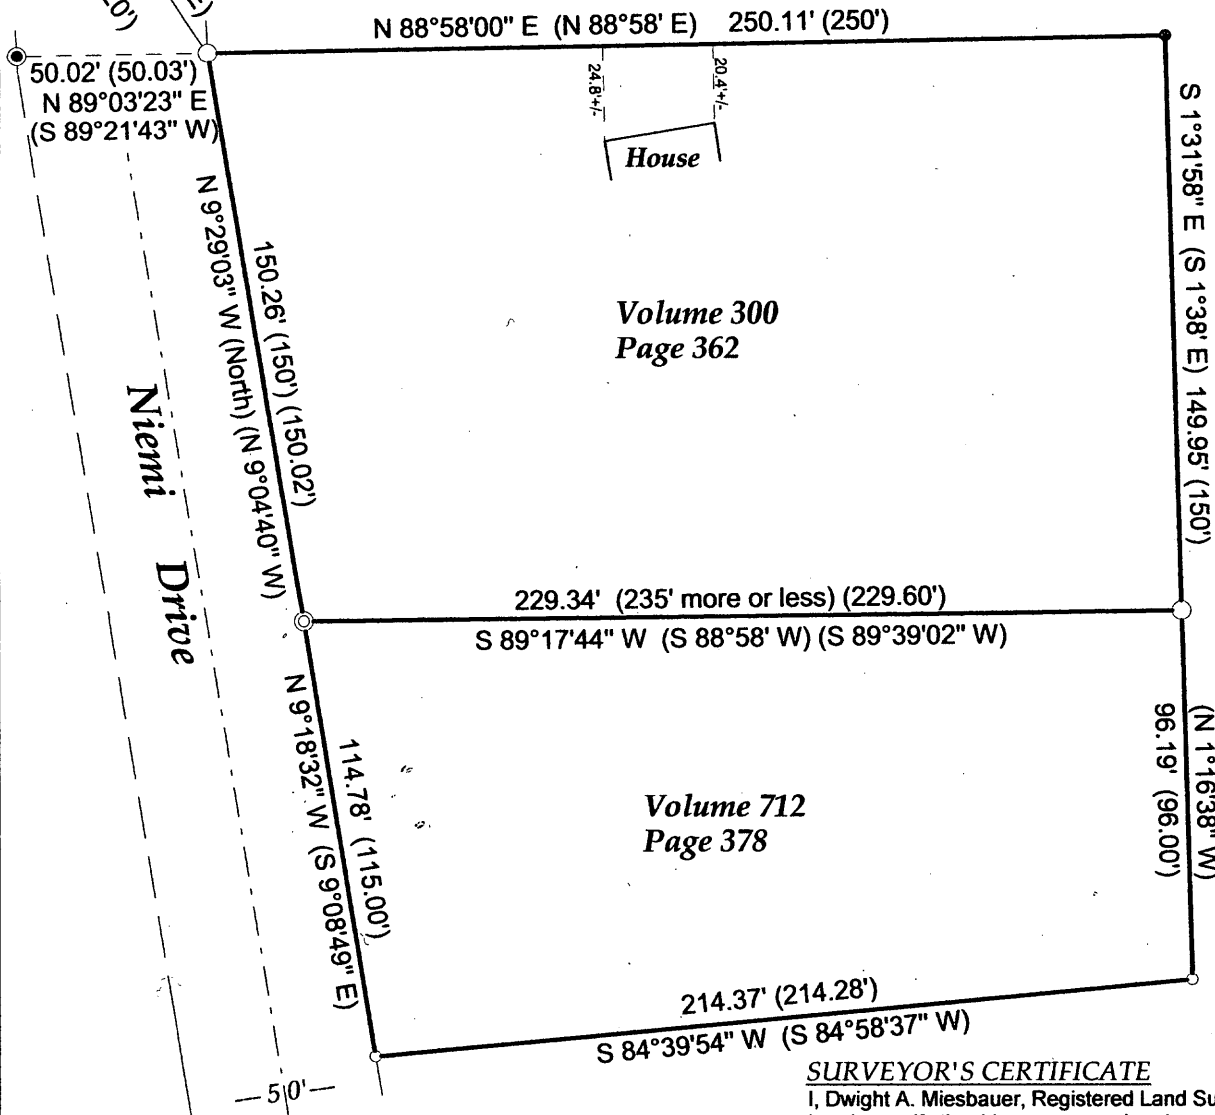 N 88°58'00" E (N 88°58' E) 250.11' (250')
50.02' (50.03')
N 89°03'23" E
(S 89°21'43" W)
24.8'+/-
20.4'+/-
House
S 1°31'58" E (S 1°38' E) 149.95' (150')
N 9°29'03" W (North) (N 9°04'40" W)
150.26' (150') (150.02')
Volume 300
Page 362
Niemi Drive
229.34' (235' more or less) (229.60')
S 89°17'44" W (S 88°58' W) (S 89°39'02" W)
N 9°18'32" W (S 9°08'49" E)
114.78' (115.00')
Volume 712
Page 378
(N 1°16'38" W)
96.19' (96.00')
214.37' (214.28')
S 84°39'54" W (S 84°58'37" W)
50'
SURVEYOR'S CERTIFICATE
I, Dwight A. Miesbauer, Registered Land Su